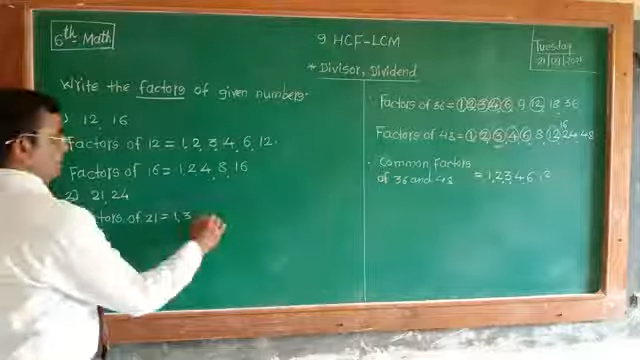 6th Math
9 HCF-LCM
Tuesday
21/09/2021
* Divisor, Dividend
Write the factors of given numbers.
) 12, 16
Factors of 12 = 1, 2, 3, 4, 6, 12.
Factors of 16 = 1, 2, 4, 8, 16
2) 21, 24
tors of 21 = 1, 3
Factors of 36 = 1 2 3 4 6 9 12 18 36
Factors of 48 = 1 2 3 4 6 8 12 16 24 48
Common factors
of 36 and 48 = 1, 2, 3, 4, 6, 12